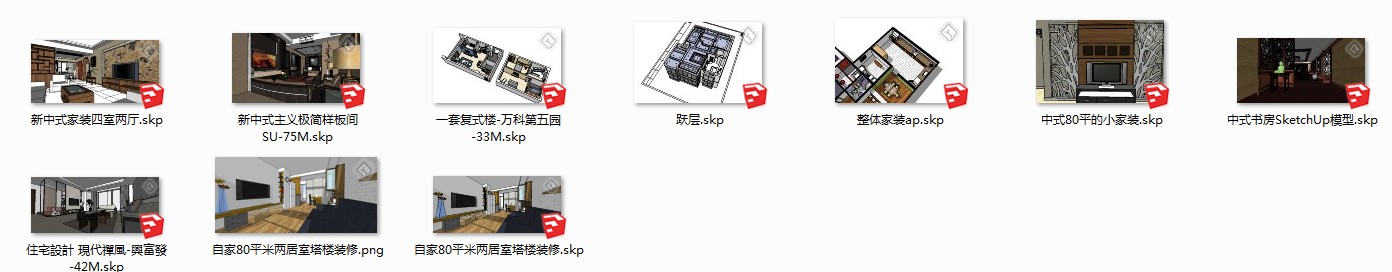 新中式家装四室两厅.skp
新中式主义极简样板间
SU-75M.skp
一套复式楼-万科第五园
-33M.skp
跃层.skp
整体家装ap.skp
中式80平的小家装.skp
中式书房SketchUp模型.skp
住宅設計 現代禪風-興富發
-42M.skp
自家80平米两居室塔楼装修.png
自家80平米两居室塔楼装修.skp